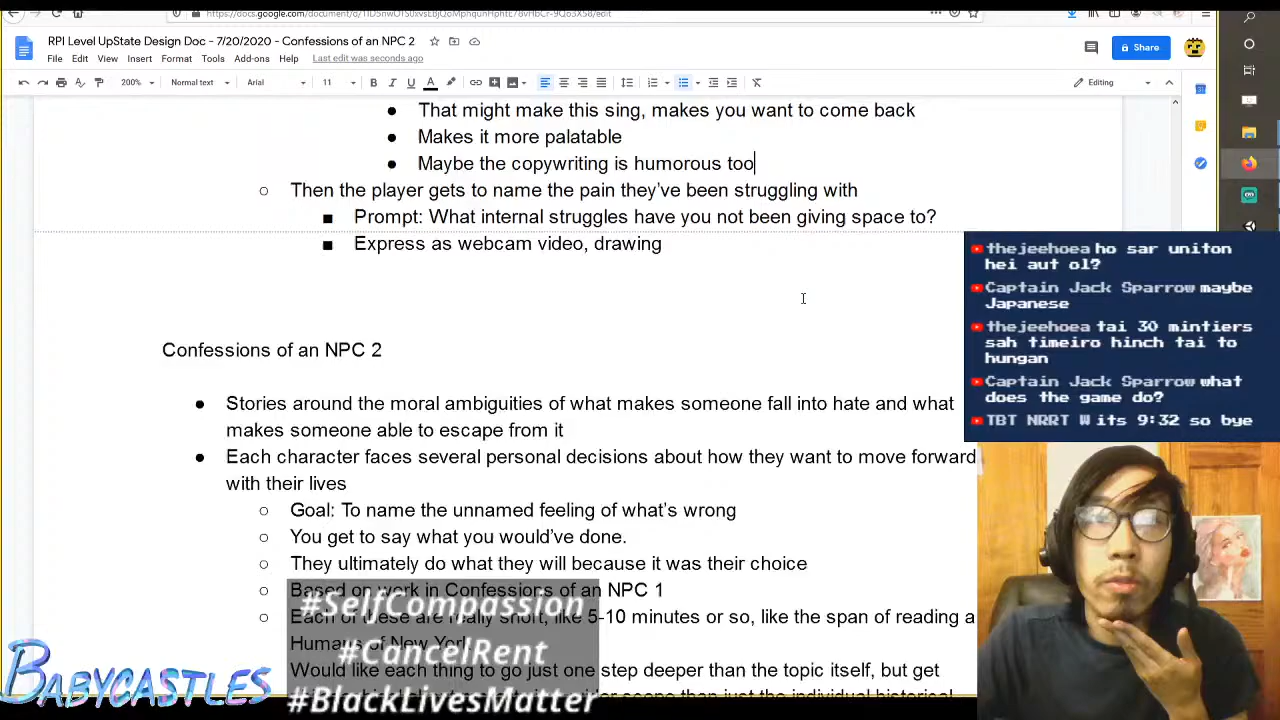 RPI Level UpState Design Doc - 7/20/2020 - Confessions of an NPC 2
File Edit View Insert Format Tools Add-ons Help Last edit was seconds ago
Share
200% Normal text Arial 11 Editing
That might make this sing, makes you want to come back
Makes it more palatable
Maybe the copywriting is humorous too
Then the player gets to name the pain they've been struggling with
Prompt: What internal struggles have you not been giving space to?
Express as webcam video, drawing
Confessions of an NPC 2
Stories around the moral ambiguities of what makes someone fall into hate and what
makes someone able to escape from it
Each character faces several personal decisions about how they want to move forward
with their lives
Goal: To name the unnamed feeling of what's wrong
You get to say what you would've done.
They ultimately do what they will because it was their choice
Based on work in Confessions of an NPC 1
Each of these are really short, like 5-10 minutes or so, like the span of reading a
Humans of New York
Would like each thing to go just one step deeper than the topic itself, but get
than just the individual historical
thejeehoea ho sar uniton
hei aut ol?
Captain Jack Sparrow maybe
Japanese
thejeehoea tai 30 mintiers
sah timeiro hinch tai to
hungan
Captain Jack Sparrow what
does the game do?
TBT NRRT W its 9:32 so bye
#SelfCompassion
#CancelRent
#BlackLivesMatter
BABYCASTLES